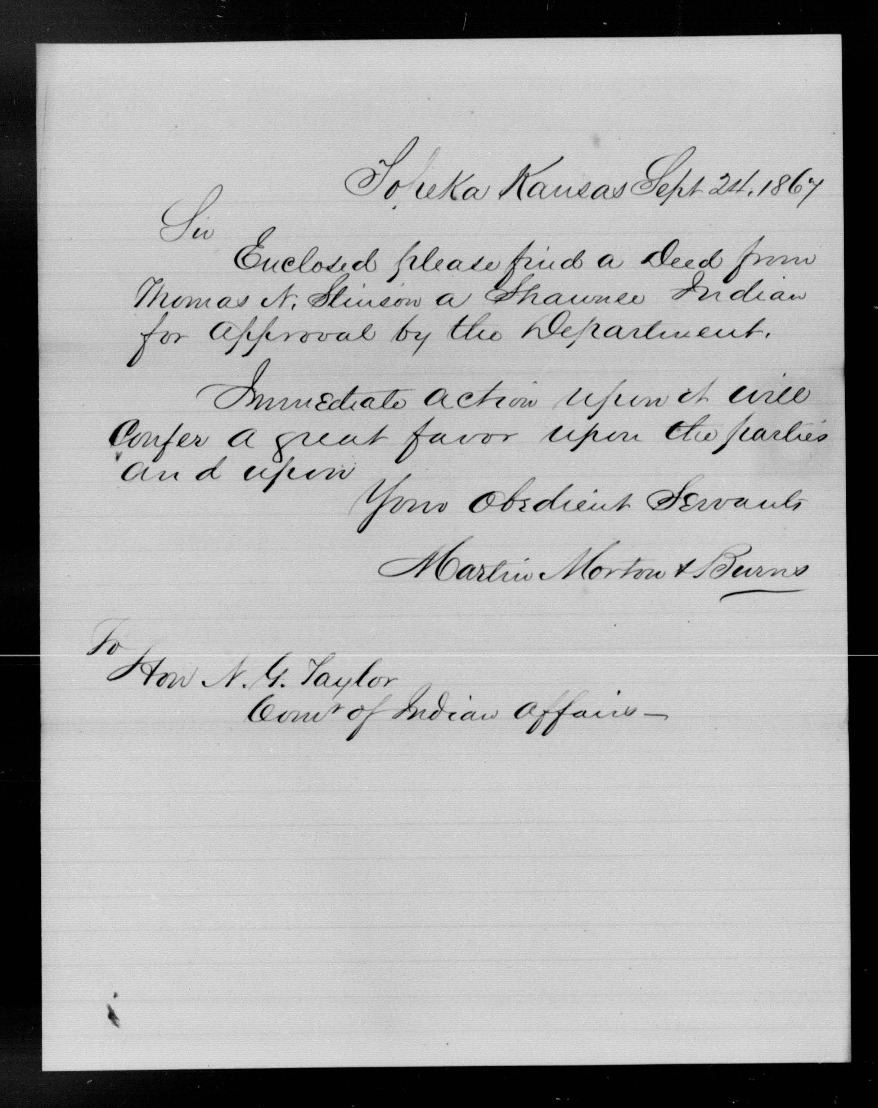 Topeka Kansas Sept 24, 1867
Sir
Enclosed please find a Deed from
Thomas N. Stinson a Shawnee Indian
for approval by the Department.
Immediate action upon it will
Confer a great favor upon the parties
and upon
Your Obedient Servants
Martin Morton & Burns
To
Hon N. G. Taylor
Comr of Indian Affairs—